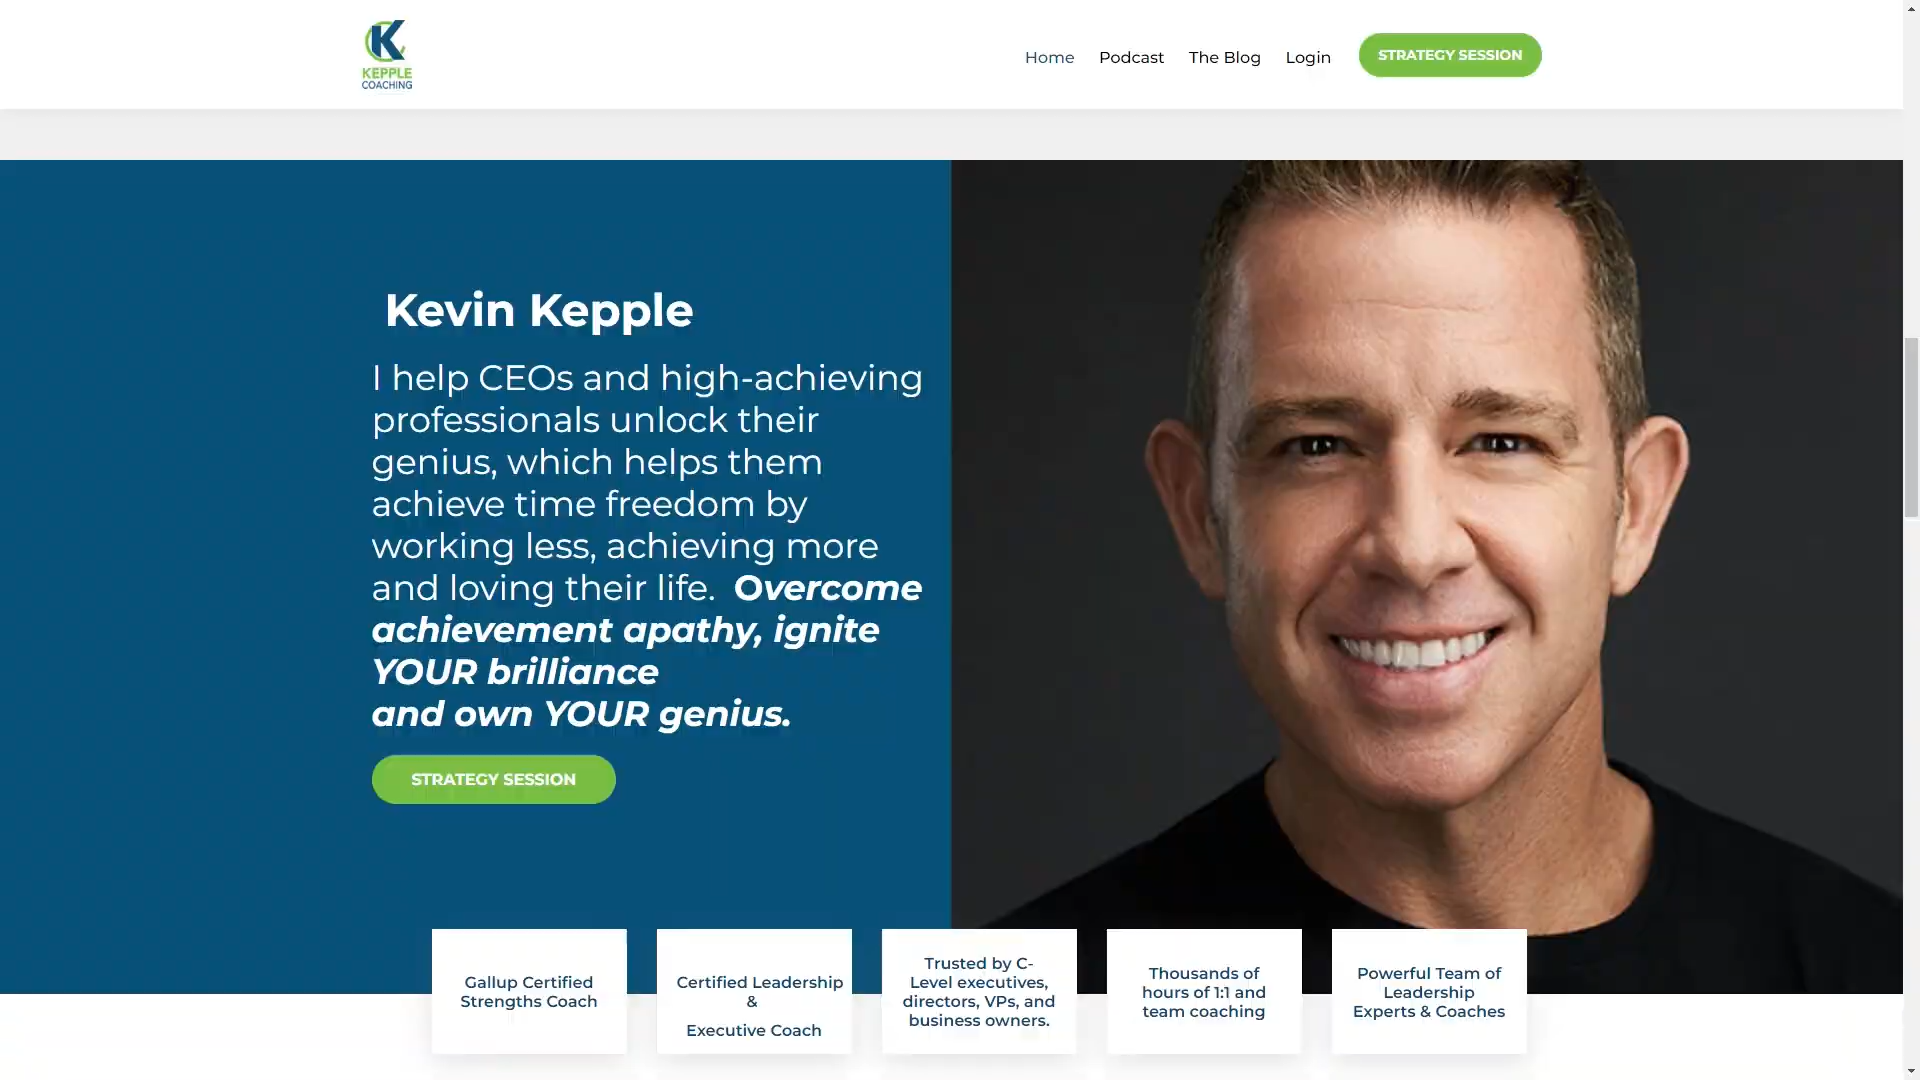 K
KEPPLE
COACHING
Home
Podcast
The Blog
Login
STRATEGY SESSION
Kevin Kepple
I help CEOs and high-achieving
professionals unlock their
genius, which helps them
achieve time freedom by
working less, achieving more
and loving their life. Overcome
achievement apathy, ignite
YOUR brilliance
and own YOUR genius.
STRATEGY SESSION
Gallup Certified
Strengths Coach
Certified Leadership
&
Executive Coach
Trusted by C-
Level executives,
directors, VPs, and
business owners.
Thousands of
hours of 1:1 and
team coaching
Powerful Team of
Leadership
Experts & Coaches